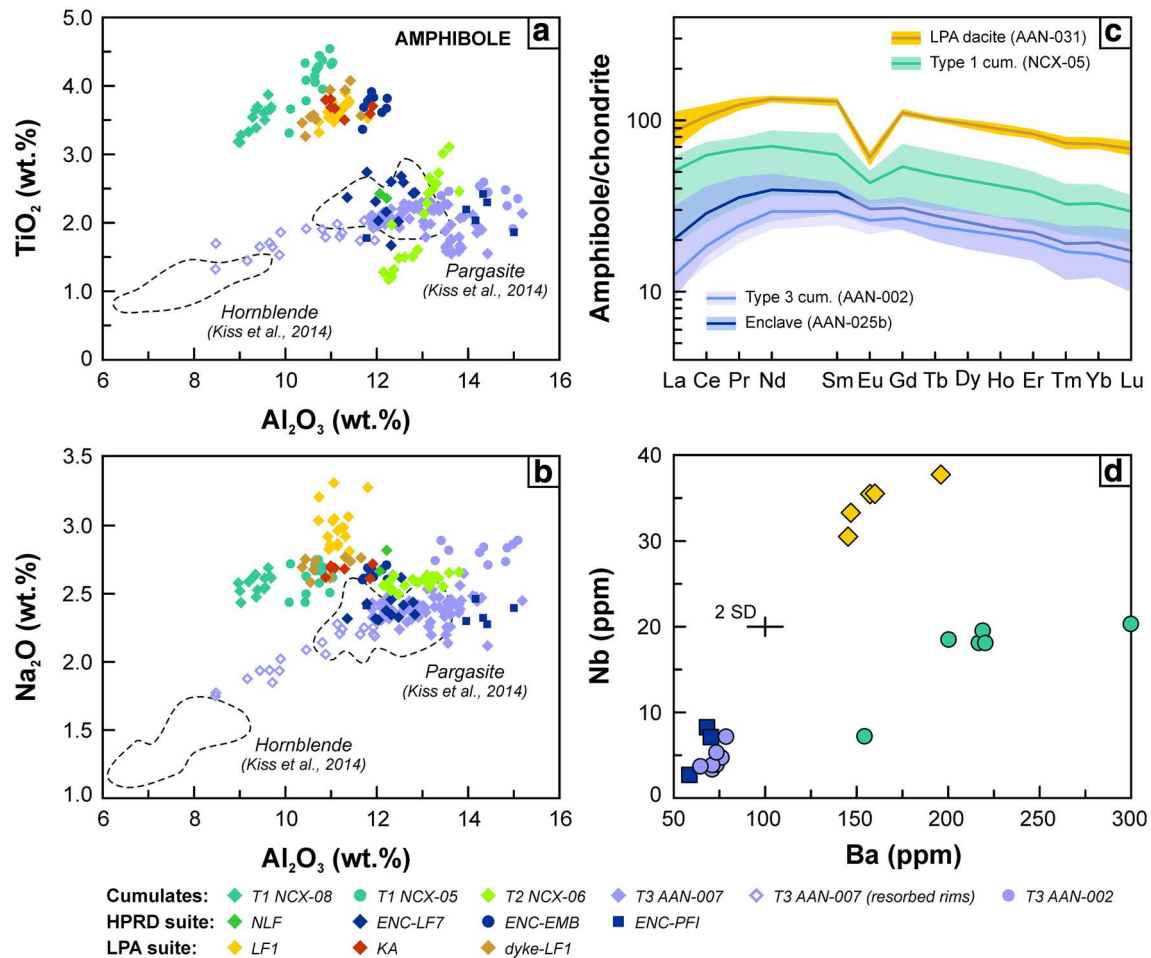 5.0
4.0
3.0
2.0
1.0
0
TiO₂ (wt.%)
AMPHIBOLE
a
Pargasite
(Kiss et al., 2014)
Hornblende
(Kiss et al., 2014)
6 8 10 12 14 16
Al₂O₃ (wt.%)
c
LPA dacite (AAN-031)
Type 1 cum. (NCX-05)
100
10
Amphibole/chondrite
Type 3 cum. (AAN-002)
Enclave (AAN-025b)
La Ce Pr Nd Sm Eu Gd Tb Dy Ho Er Tm Yb Lu
3.5
3.0
2.5
2.0
1.5
1.0
Na₂O (wt.%)
b
Pargasite
(Kiss et al., 2014)
Hornblende
(Kiss et al., 2014)
6 8 10 12 14 16
Al₂O₃ (wt.%)
40
30
20
10
0
Nb (ppm)
d
2 SD
50 100 150 200 250 300
Ba (ppm)
Cumulates: T1 NCX-08 T1 NCX-05 T2 NCX-06 T3 AAN-007 T3 AAN-007 (resorbed rims) T3 AAN-002
HPRD suite: NLF ENC-LF7 ENC-EMB ENC-PFI
LPA suite: LF1 KA dyke-LF1